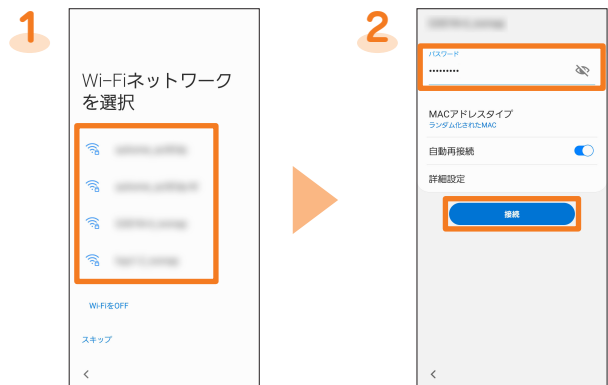 1
Wi-Fiネットワーク
を選択
Wi-FiをOFF
スキップ
2
パスワード
•••••••••
MACアドレスタイプ
ランダム化されたMAC
自動再接続
詳細設定
接続